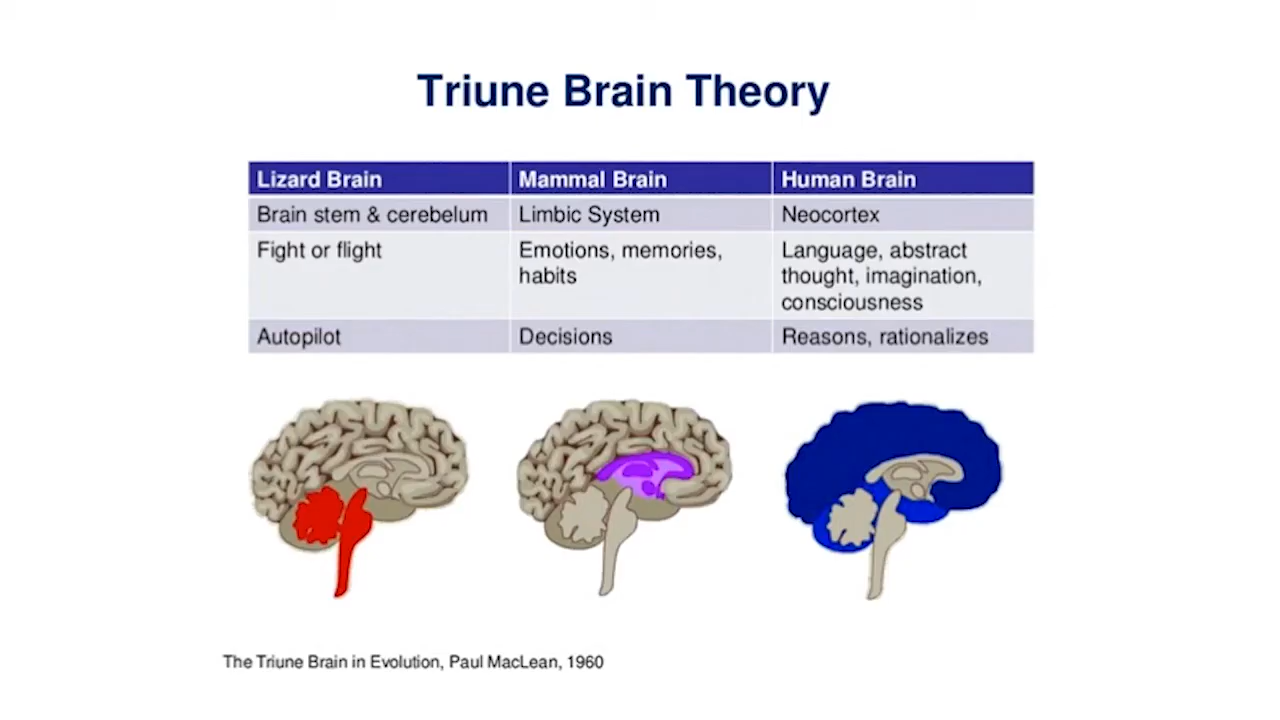 Triune Brain Theory
Lizard Brain
Mammal Brain
Human Brain
Brain stem & cerebelum
Limbic System
Neocortex
Fight or flight
Emotions, memories,
habits
Language, abstract
thought, imagination,
consciousness
Autopilot
Decisions
Reasons, rationalizes
The Triune Brain in Evolution, Paul MacLean, 1960